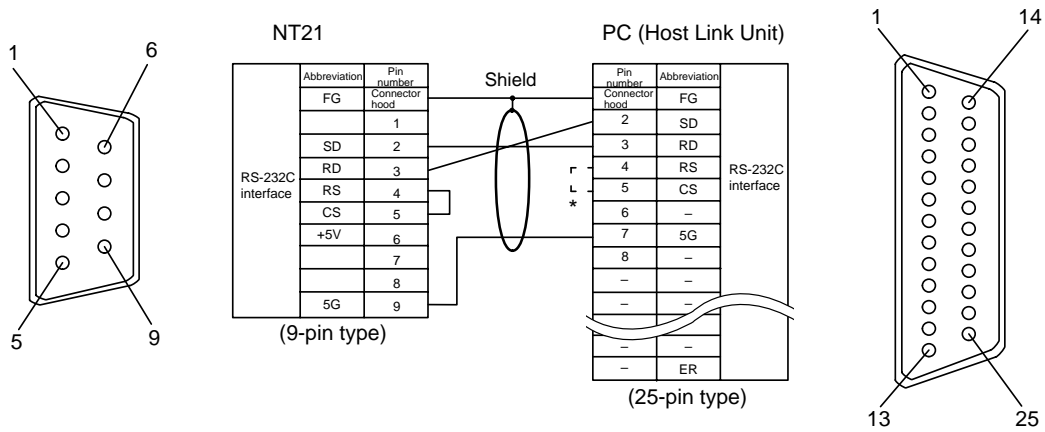 NT21
PC (Host Link Unit)
1
6
5
9
Abbreviation Pin number
FG Connector hood
1
SD 2
RD 3
RS 4
CS 5
+5V 6
7
8
5G 9
RS-232C interface
(9-pin type)
Shield
*
Pin number Abbreviation
Connector hood FG
2 SD
3 RD
4 RS
5 CS
6 –
7 5G
8 –
– –
– –
– –
– ER
RS-232C interface
(25-pin type)
1
14
13
25